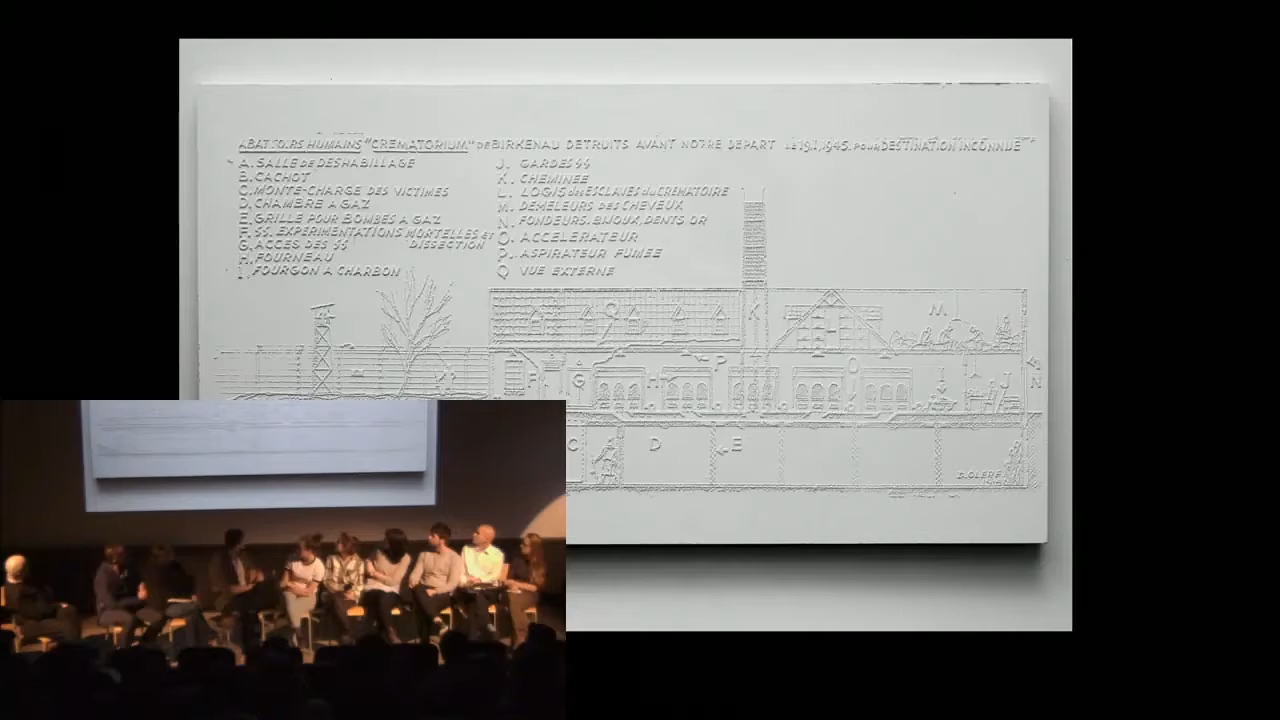 ABATTOIRS HUMAINS "CREMATORIUM" DE BIRKENAU DETRUITS AVANT NOTRE DEPART LE 19.1.1945. POUR DESTINATION INCONNUE
A. SALLE DE DESHABILLAGE
B. CACHOT
C. MONTE-CHARGE DES VICTIMES
D. CHAMBRE A GAZ
E. GRILLE POUR BOMBES A GAZ
F. SS. EXPERIMENTATIONS MORTELLES ET DISSECTION
G. ACCES DES SS
H. FOURNEAU
I. FOURGON A CHARBON
J. GARDES SS
K. CHEMINEE
L. LOGIS DES ESCLAVES DU CREMATOIRE
M. DEMELEURS DES CHEVEUX
N. FONDEURS. BIJOUX, DENTS OR
O. ACCELERATEUR
P. ASPIRATEUR FUMEE
Q VUE EXTERNE
Q K L M
F G H P O J N
C D E
D. OLERE